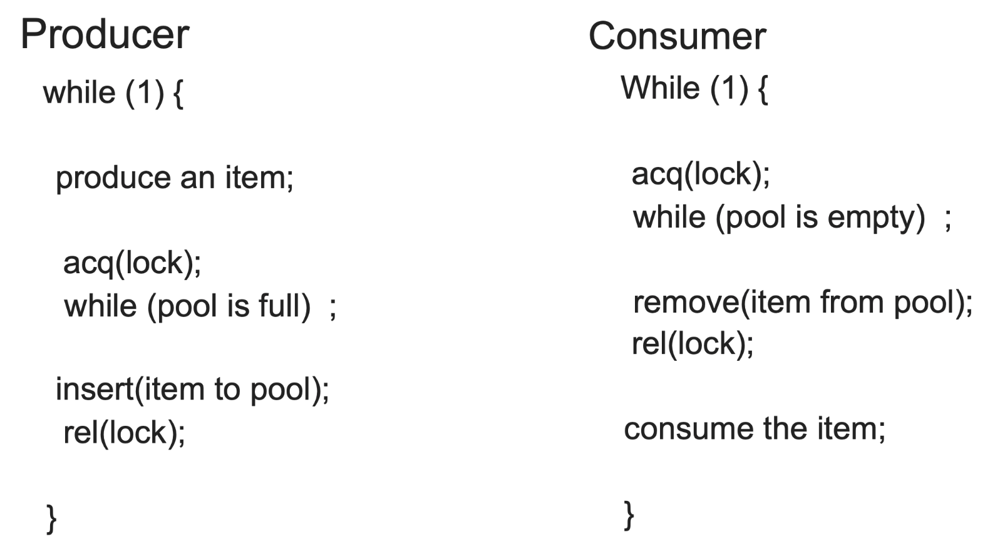 Producer
while (1) {
produce an item;
acq(lock);
while (pool is full)  ;
insert(item to pool);
rel(lock);
}
Consumer
While (1) {
acq(lock);
while (pool is empty)  ;
remove(item from pool);
rel(lock);
consume the item;
}